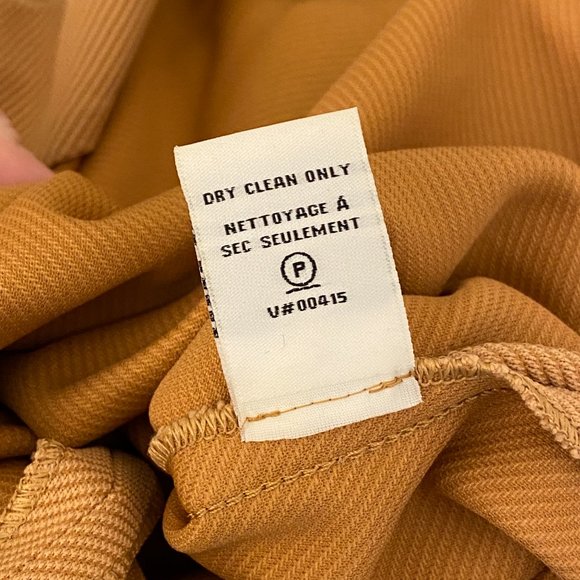 DRY CLEAN ONLY
NETTOYAGE Á
SEC SEULEMENT
P
V#00415